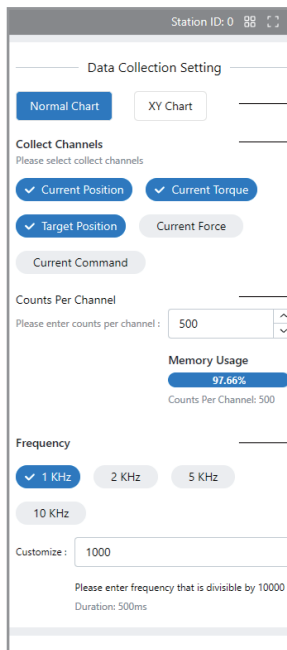 Station ID: 0
Data Collection Setting
Normal Chart XY Chart
Collect Channels
Please select collect channels
Current Position Current Torque
Target Position Current Force
Current Command
Counts Per Channel
Please enter counts per channel : 500
Memory Usage
97.66%
Counts Per Channel: 500
Frequency
1 KHz 2 KHz 5 KHz
10 KHz
Customize : 1000
Please enter frequency that is divisible by 10000
Duration: 500ms